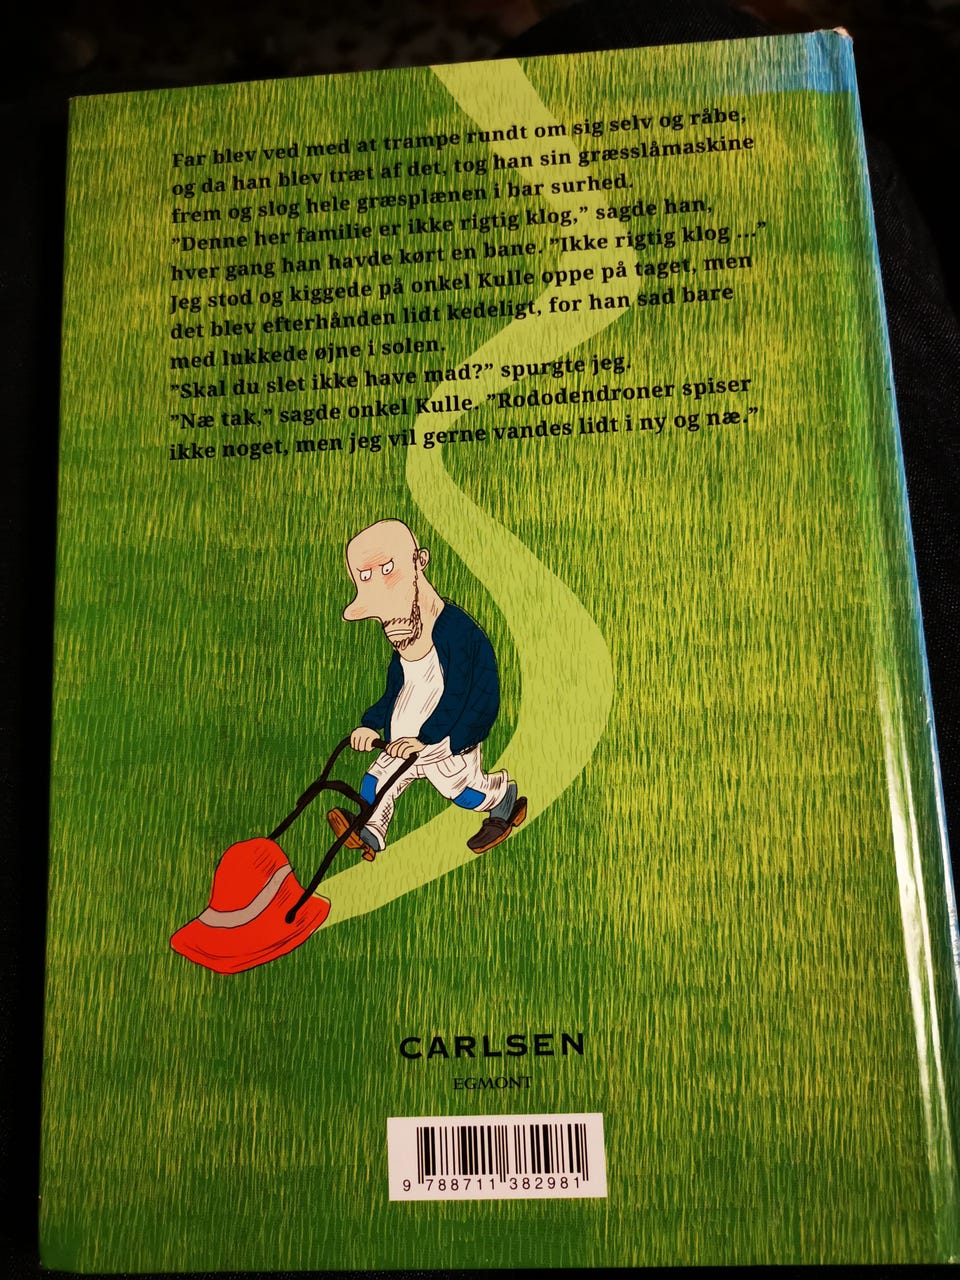 Far blev ved med at trampe rundt om sig selv og råbe,
og da han blev træt af det, tog han sin græsslåmaskine
frem og slog hele græsplænen i bar surhed.
”Denne her familie er ikke rigtig klog,” sagde han,
hver gang han havde kørt en bane. ”Ikke rigtig klog ...”
Jeg stod og kiggede på onkel Kulle oppe på taget, men
det blev efterhånden lidt kedeligt, for han sad bare
med lukkede øjne i solen.
”Skal du slet ikke have mad?” spurgte jeg.
”Næ tak,” sagde onkel Kulle. ”Rododendroner spiser
ikke noget, men jeg vil gerne vandes lidt i ny og næ.”
CARLSEN
EGMONT
9 788711 382981